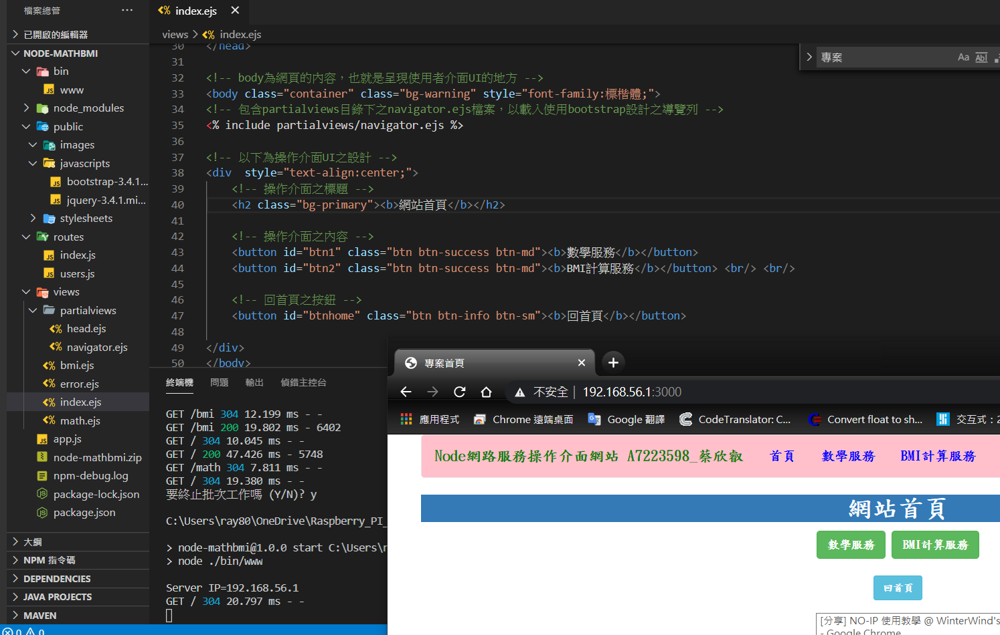 檔案總管
···
index.ejs
已開啟的編輯器
views > index.ejs
NODE-MATHBMI
bin
www
node_modules
public
images
javascripts
bootstrap-3.4.1...
jquery-3.4.1.mi...
stylesheets
routes
index.js
users.js
views
partialviews
head.ejs
navigator.ejs
bmi.ejs
error.ejs
index.ejs
math.ejs
app.js
node-mathbmi.zip
npm-debug.log
package-lock.json
package.json
大綱
NPM 指令碼
DEPENDENCIES
JAVA PROJECTS
MAVEN
0 0
專案
Aa Abl
30 </head>
31
32 <!-- body為網頁的內容，也就是呈現使用者介面UI的地方 -->
33 <body class="container" class="bg-warning" style="font-family:標楷體;">
34 <!-- 包含partialviews目錄下之navigator.ejs檔案，以載入使用bootstrap設計之導覽列 -->
35 <% include partialviews/navigator.ejs %>
36
37 <!-- 以下為操作介面UI之設計 -->
38 <div  style="text-align:center;">
39 <!-- 操作介面之標題 -->
40 <h2 class="bg-primary"><b>網站首頁</b></h2>
41
42 <!-- 操作介面之內容 -->
43 <button id="btn1" class="btn btn-success btn-md"><b>數學服務</b></button>
44 <button id="btn2" class="btn btn-success btn-md"><b>BMI計算服務</b></button> <br/> <br/>
45
46 <!-- 回首頁之按鈕 -->
47 <button id="btnhome" class="btn btn-info btn-sm"><b>回首頁</b></button>
48
49 </div>
50 </body>
終端機 問題 輸出 偵錯主控台
GET /bmi 304 12.199 ms - -
GET /bmi 200 19.802 ms - 6402
GET / 304 10.045 ms - -
GET / 200 47.426 ms - 5748
GET /math 304 7.811 ms - -
GET / 304 19.380 ms - -
要終止批次工作嗎 (Y/N)? y
C:\Users\ray80\OneDrive\Raspberry_PI_
> node-mathbmi@1.0.0 start C:\Users\r
> node ./bin/www
Server IP=192.168.56.1
GET / 304 20.797 ms - -
專案首頁
不安全 | 192.168.56.1:3000
應用程式 Chrome 遠端桌面 Google 翻譯 CodeTranslator: C... Convert float to sh... 交互式：2
Node網路服務操作介面網站 A7223598_蔡欣叡 首頁 數學服務 BMI計算服務
網站首頁
數學服務 BMI計算服務
回首頁
[分享] NO-IP 使用教學 @ WinterWind's
- Google Chrome